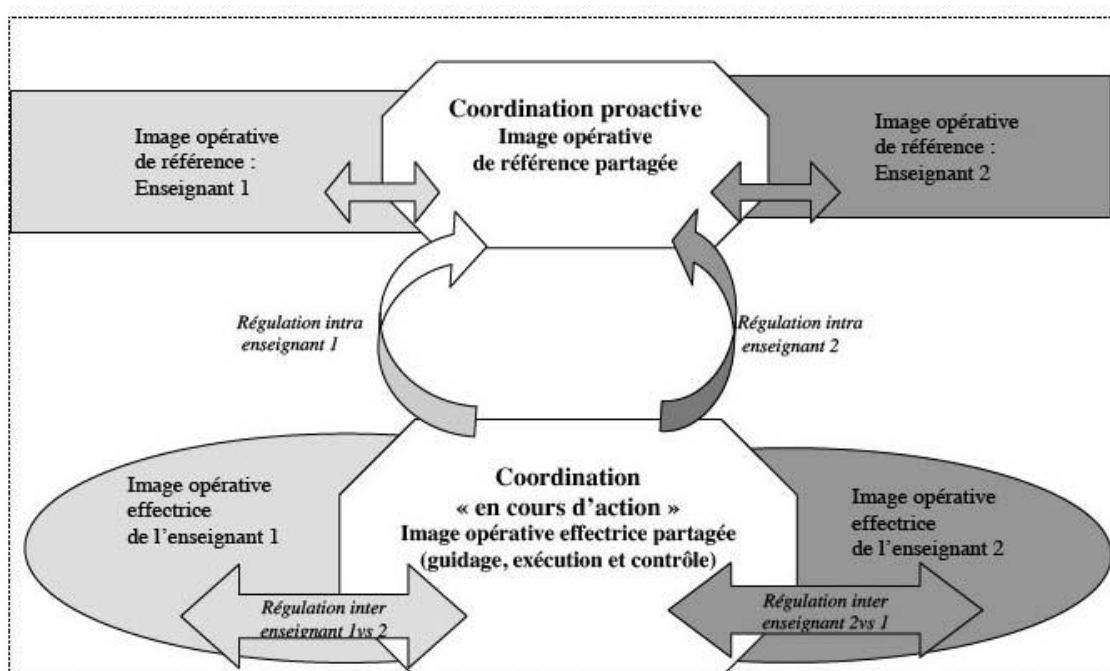 Coordination proactive
Image opérative
de référence partagée
Image opérative
de référence :
Enseignant 1
Image opérative
de référence :
Enseignant 2
Régulation intra
enseignant 1
Régulation intra
enseignant 2
Image opérative
effectrice
de l’enseignant 1
Coordination
« en cours d’action »
Image opérative effectrice partagée
(guidage, exécution et contrôle)
Image opérative
effectrice
de l’enseignant 2
Régulation inter
enseignant 1vs 2
Régulation inter
enseignant 2vs 1